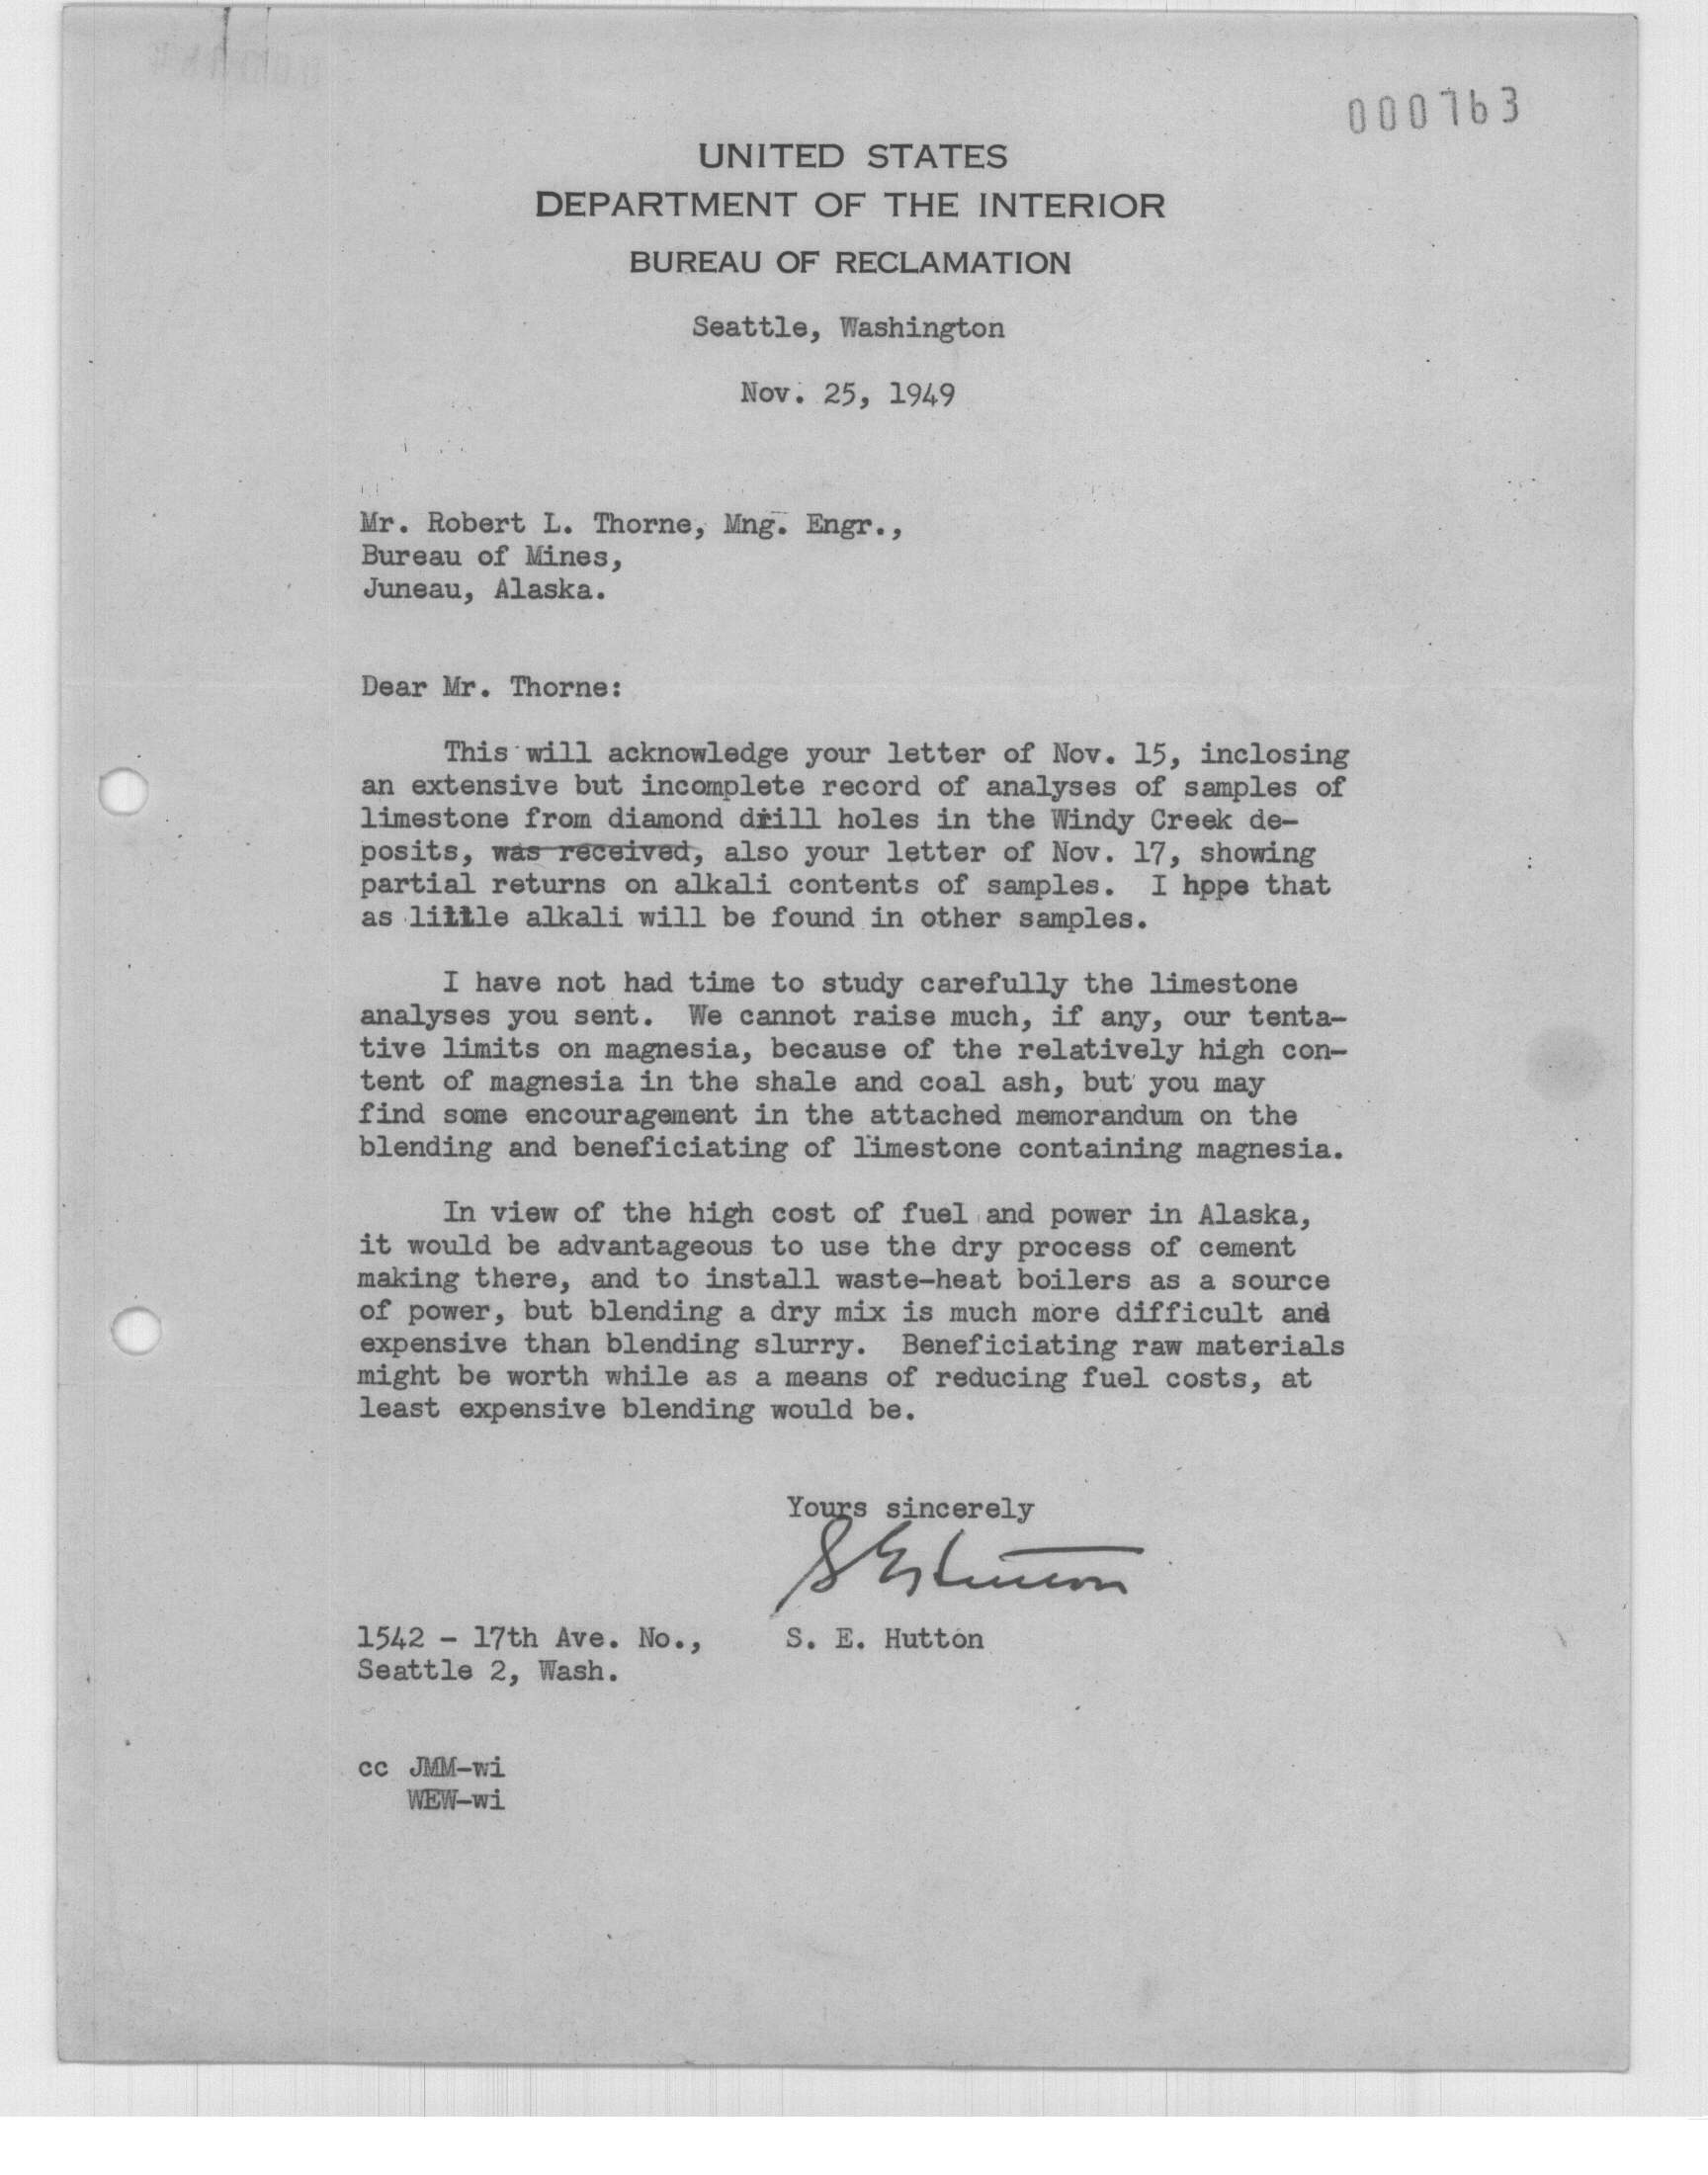 000763
UNITED STATES
DEPARTMENT OF THE INTERIOR
BUREAU OF RECLAMATION
Seattle, Washington
Nov. 25, 1949
Mr. Robert L. Thorne, Mng. Engr.,
Bureau of Mines,
Juneau, Alaska.
Dear Mr. Thorne:
This will acknowledge your letter of Nov. 15, inclosing
an extensive but incomplete record of analyses of samples of
limestone from diamond drill holes in the Windy Creek de-
posits, was received, also your letter of Nov. 17, showing
partial returns on alkali contents of samples. I hope that
as little alkali will be found in other samples.
I have not had time to study carefully the limestone
analyses you sent. We cannot raise much, if any, our tenta-
tive limits on magnesia, because of the relatively high con-
tent of magnesia in the shale and coal ash, but you may
find some encouragement in the attached memorandum on the
blending and beneficiating of limestone containing magnesia.
In view of the high cost of fuel and power in Alaska,
it would be advantageous to use the dry process of cement
making there, and to install waste-heat boilers as a source
of power, but blending a dry mix is much more difficult and
expensive than blending slurry. Beneficiating raw materials
might be worth while as a means of reducing fuel costs, at
least expensive blending would be.
Yours sincerely
S E Hutton
1542 - 17th Ave. No., S. E. Hutton
Seattle 2, Wash.
cc JMM-wi
WEW-wi